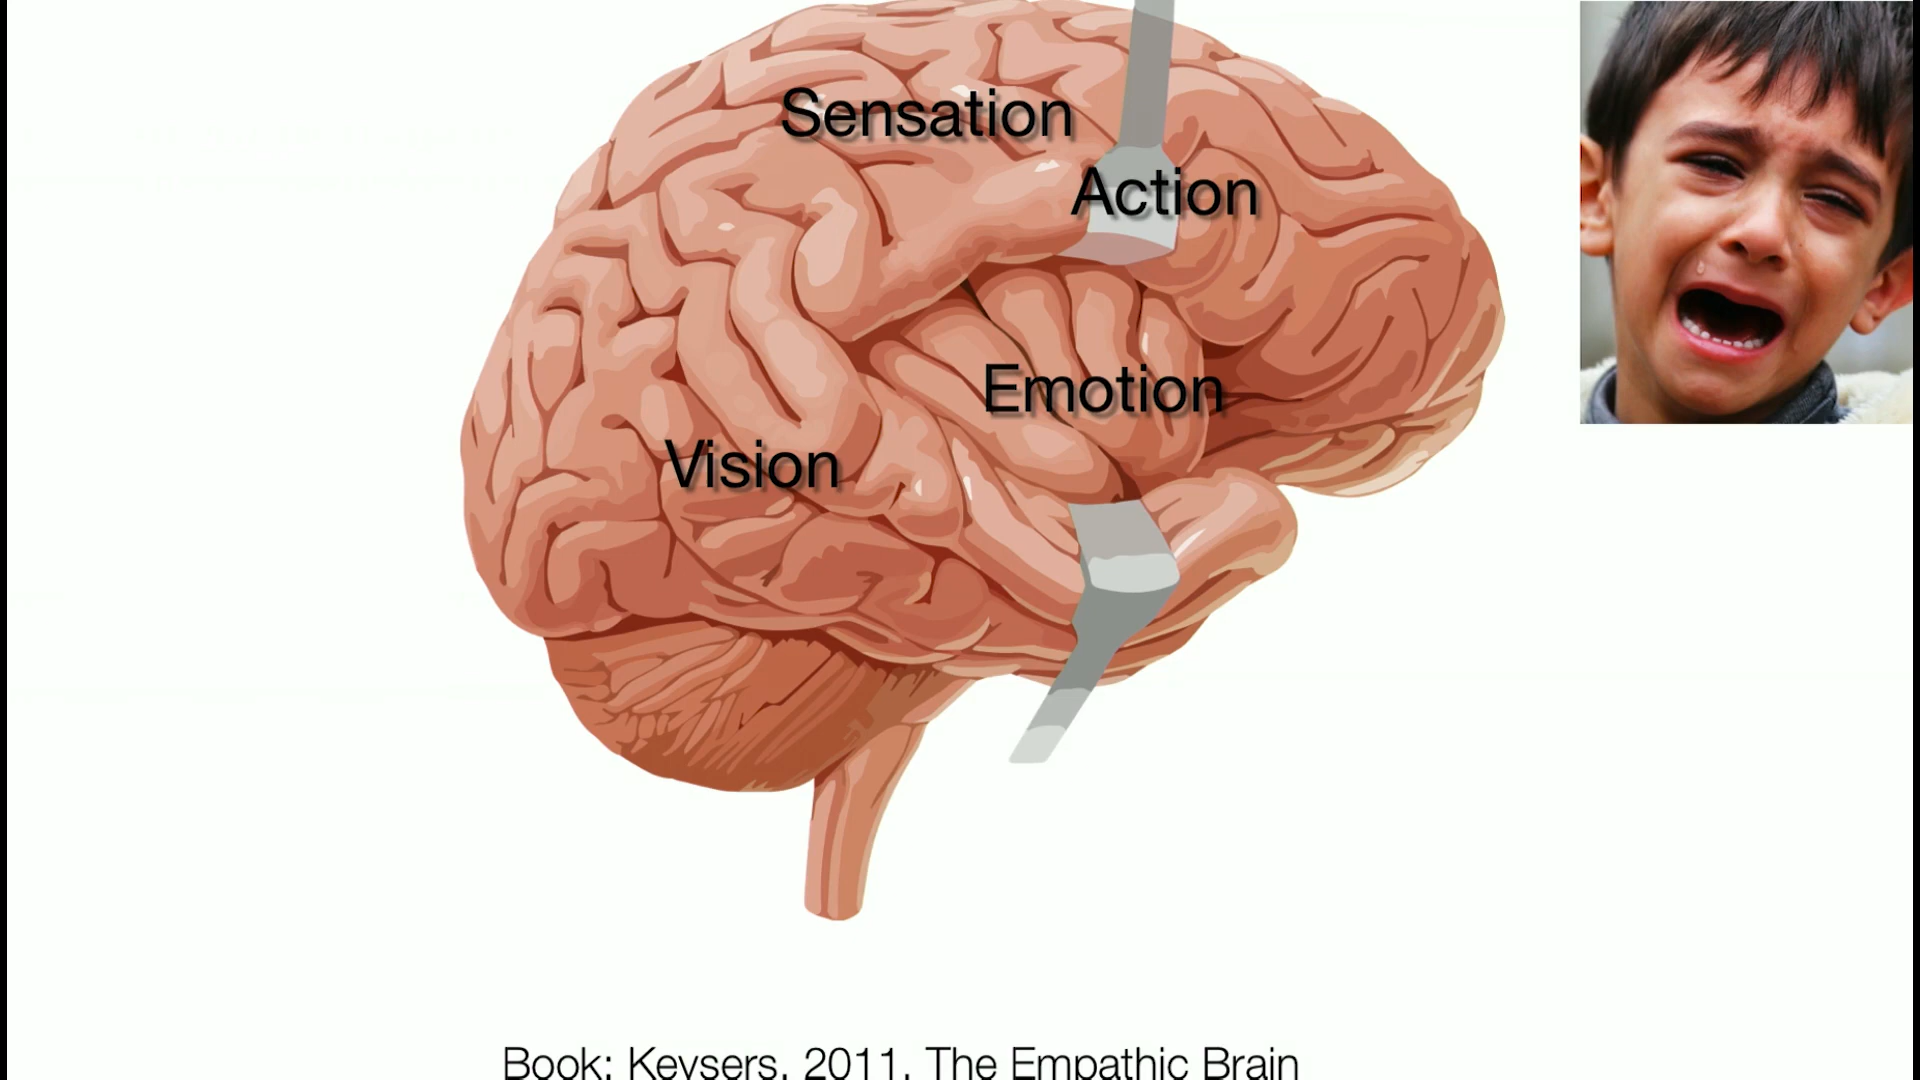 Sensation
Action
Emotion
Vision
Book: Keysers, 2011, The Empathic Brain